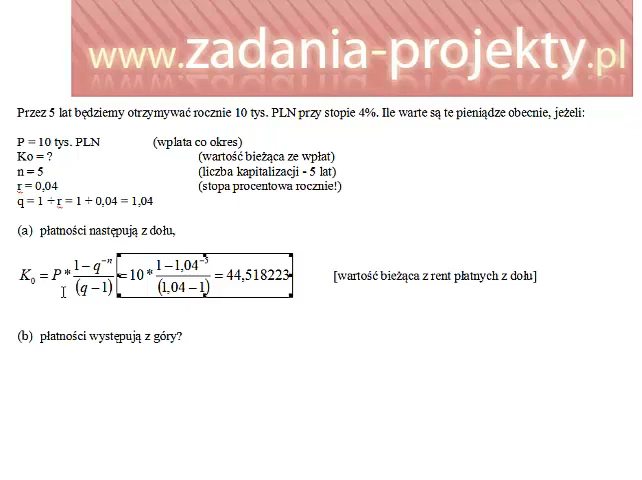 www.zadania-projekty.pl
Przez 5 lat będziemy otrzymywać rocznie 10 tys. PLN przy stopie 4%. Ile warte są te pieniądze obecnie, jeżeli:
P = 10 tys. PLN (wplata co okres)
Ko = ? (wartość bieżąca ze wpłat)
n = 5 (liczba kapitalizacji - 5 lat)
r = 0,04 (stopa procentowa rocznie!)
q = 1 + r = 1 + 0,04 = 1,04
(a) płatności następują z dołu,
K₀ = P * (1 − q⁻ⁿ) / (q − 1) = 10 * (1 − 1,04⁻⁵) / (1,04 − 1) = 44,518223 [wartość bieżąca z rent płatnych z dołu]
(b) płatności występują z góry?